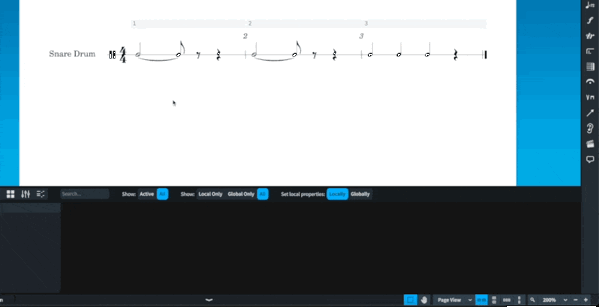 1 2 3
2 3
Snare Drum
4
4
Search... Show: Active All Show: Local Only Global Only All Set local properties: Locally Globally
Page View 200%